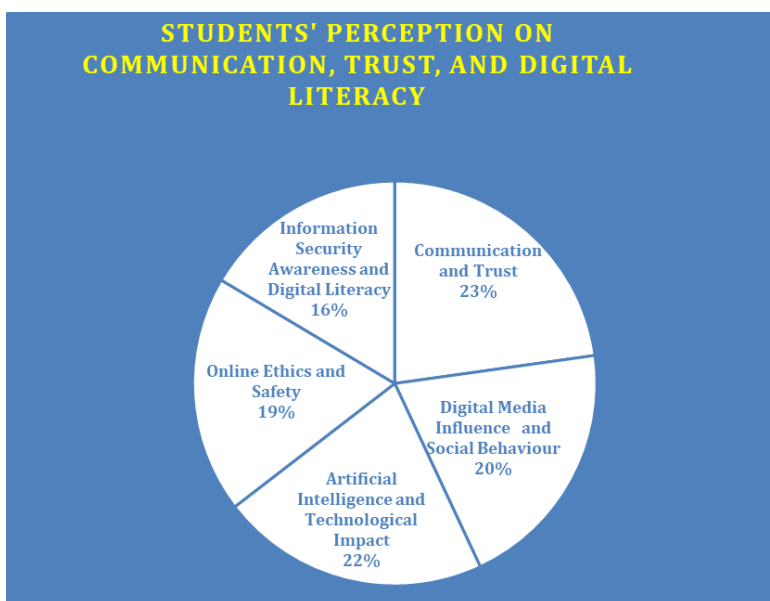 STUDENTS' PERCEPTION ON
COMMUNICATION, TRUST, AND DIGITAL
LITERACY
Communication
and Trust
23%
Digital Media
Influence and
Social Behaviour
20%
Artificial
Intelligence and
Technological
Impact
22%
Online Ethics and
Safety
19%
Information
Security
Awareness and
Digital Literacy
16%